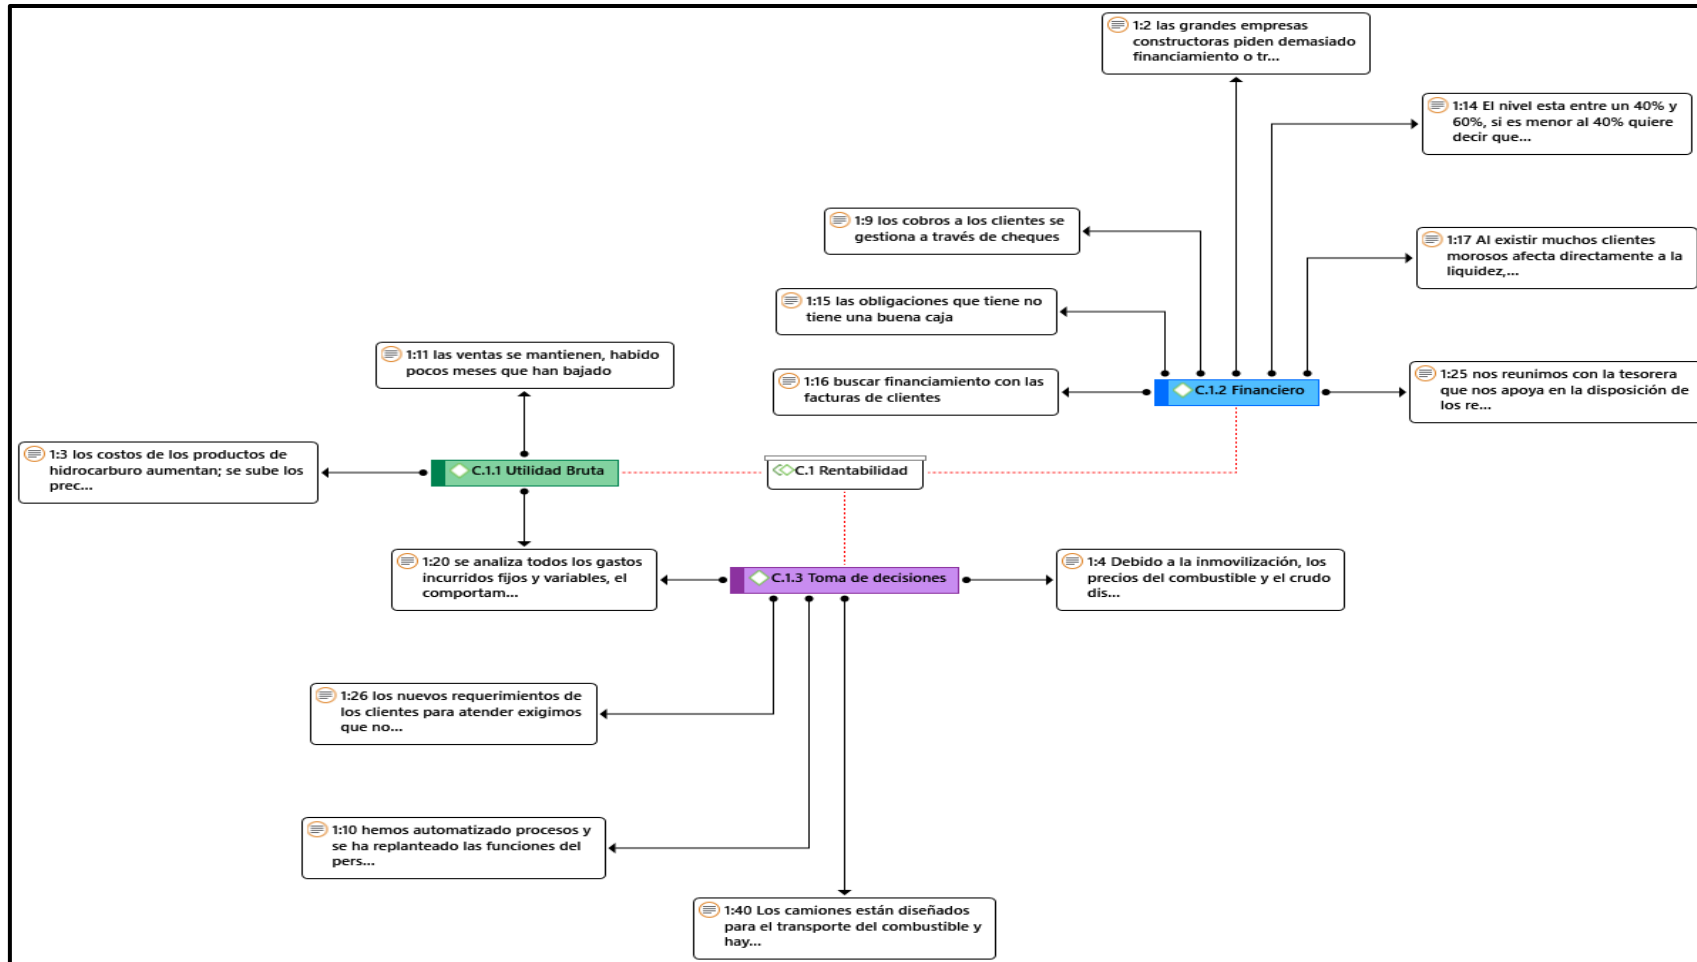 1:2 las grandes empresas
constructoras piden demasiado
financiamiento o tr...
1:14 El nivel esta entre un 40% y
60%, si es menor al 40% quiere
decir que...
1:9 los cobros a los clientes se
gestiona a través de cheques
1:17 Al existir muchos clientes
morosos afecta directamente a la
liquidez,...
1:15 las obligaciones que tiene no
tiene una buena caja
1:11 las ventas se mantienen, habido
pocos meses que han bajado
1:16 buscar financiamiento con las
facturas de clientes
C.1.2 Financiero
1:25 nos reunimos con la tesorera
que nos apoya en la disposición de
los re...
1:3 los costos de los productos de
hidrocarburo aumentan; se sube los
prec...
C.1.1 Utilidad Bruta
C.1 Rentabilidad
1:20 se analiza todos los gastos
incurridos fijos y variables, el
comportam...
C.1.3 Toma de decisiones
1:4 Debido a la inmovilización, los
precios del combustible y el crudo
dis...
1:26 los nuevos requerimientos de
los clientes para atender exigimos
que no...
1:10 hemos automatizado procesos y
se ha replanteado las funciones del
pers...
1:40 Los camiones están diseñados
para el transporte del combustible y
hay...